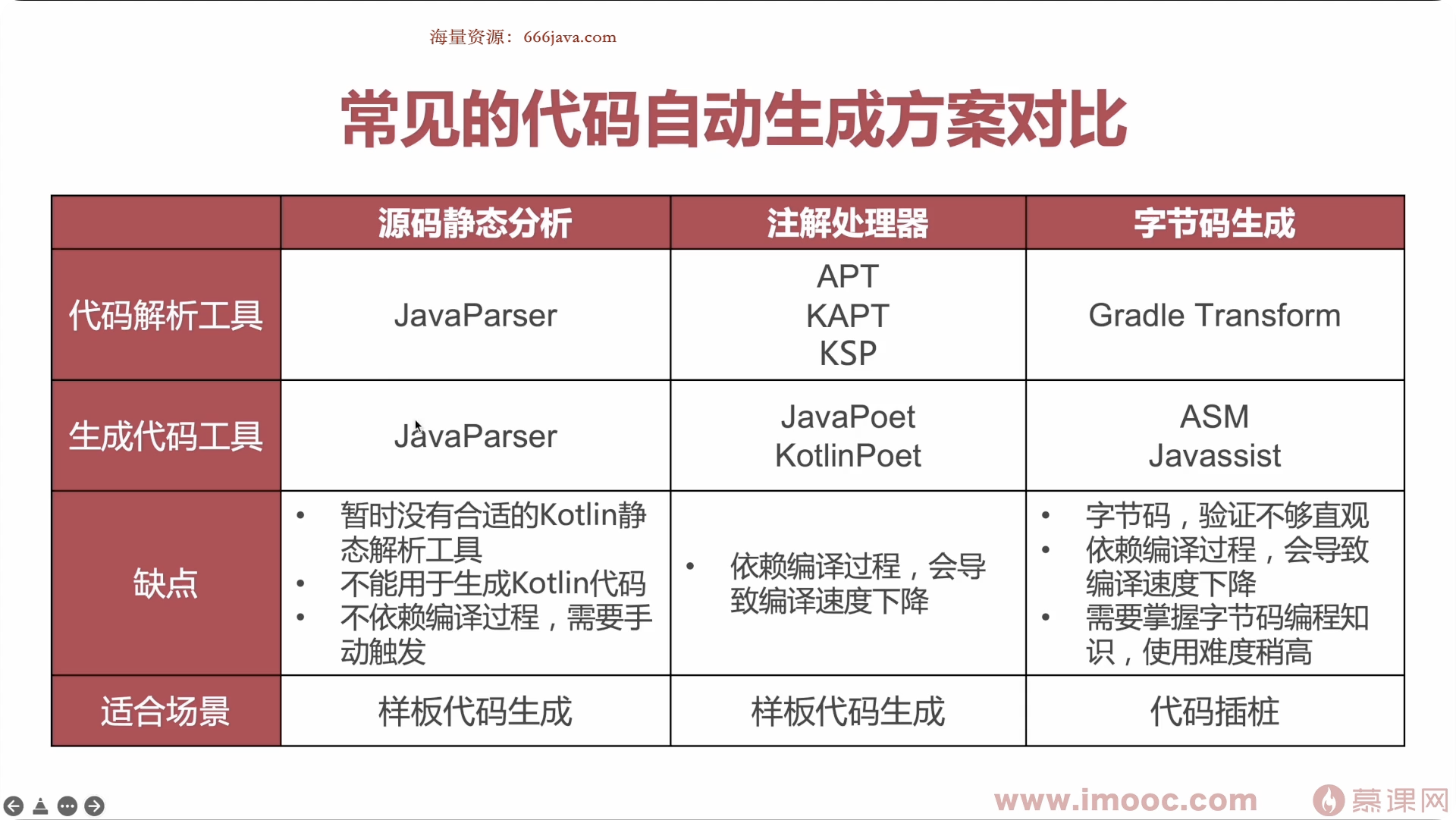 海量资源：666java.com
常见的代码自动生成方案对比
源码静态分析
注解处理器
字节码生成
代码解析工具
JavaParser
APT
KAPT
KSP
Gradle Transform
生成代码工具
JavaParser
JavaPoet
KotlinPoet
ASM
Javassist
缺点
• 暂时没有合适的Kotlin静
态解析工具
• 不能用于生成Kotlin代码
• 不依赖编译过程，需要手
动触发
• 依赖编译过程，会导
致编译速度下降
• 字节码，验证不够直观
• 依赖编译过程，会导致
编译速度下降
• 需要掌握字节码编程知
识，使用难度稍高
适合场景
样板代码生成
样板代码生成
代码插桩
www.imooc.com
慕课网